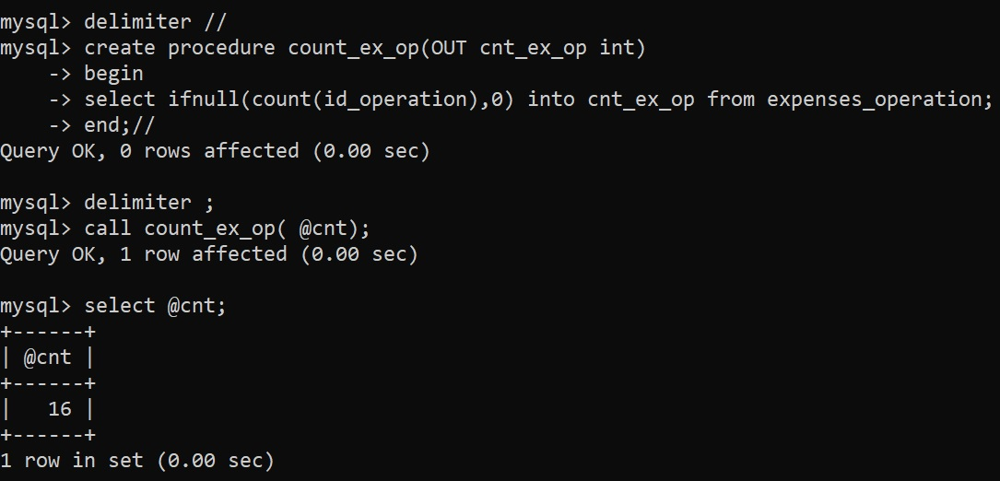 mysql> delimiter //
mysql> create procedure count_ex_op(OUT cnt_ex_op int)
    -> begin
    -> select ifnull(count(id_operation),0) into cnt_ex_op from expenses_operation;
    -> end;//
Query OK, 0 rows affected (0.00 sec)

mysql> delimiter ;
mysql> call count_ex_op( @cnt);
Query OK, 1 row affected (0.00 sec)

mysql> select @cnt;
+------+
| @cnt |
+------+
|   16 |
+------+
1 row in set (0.00 sec)